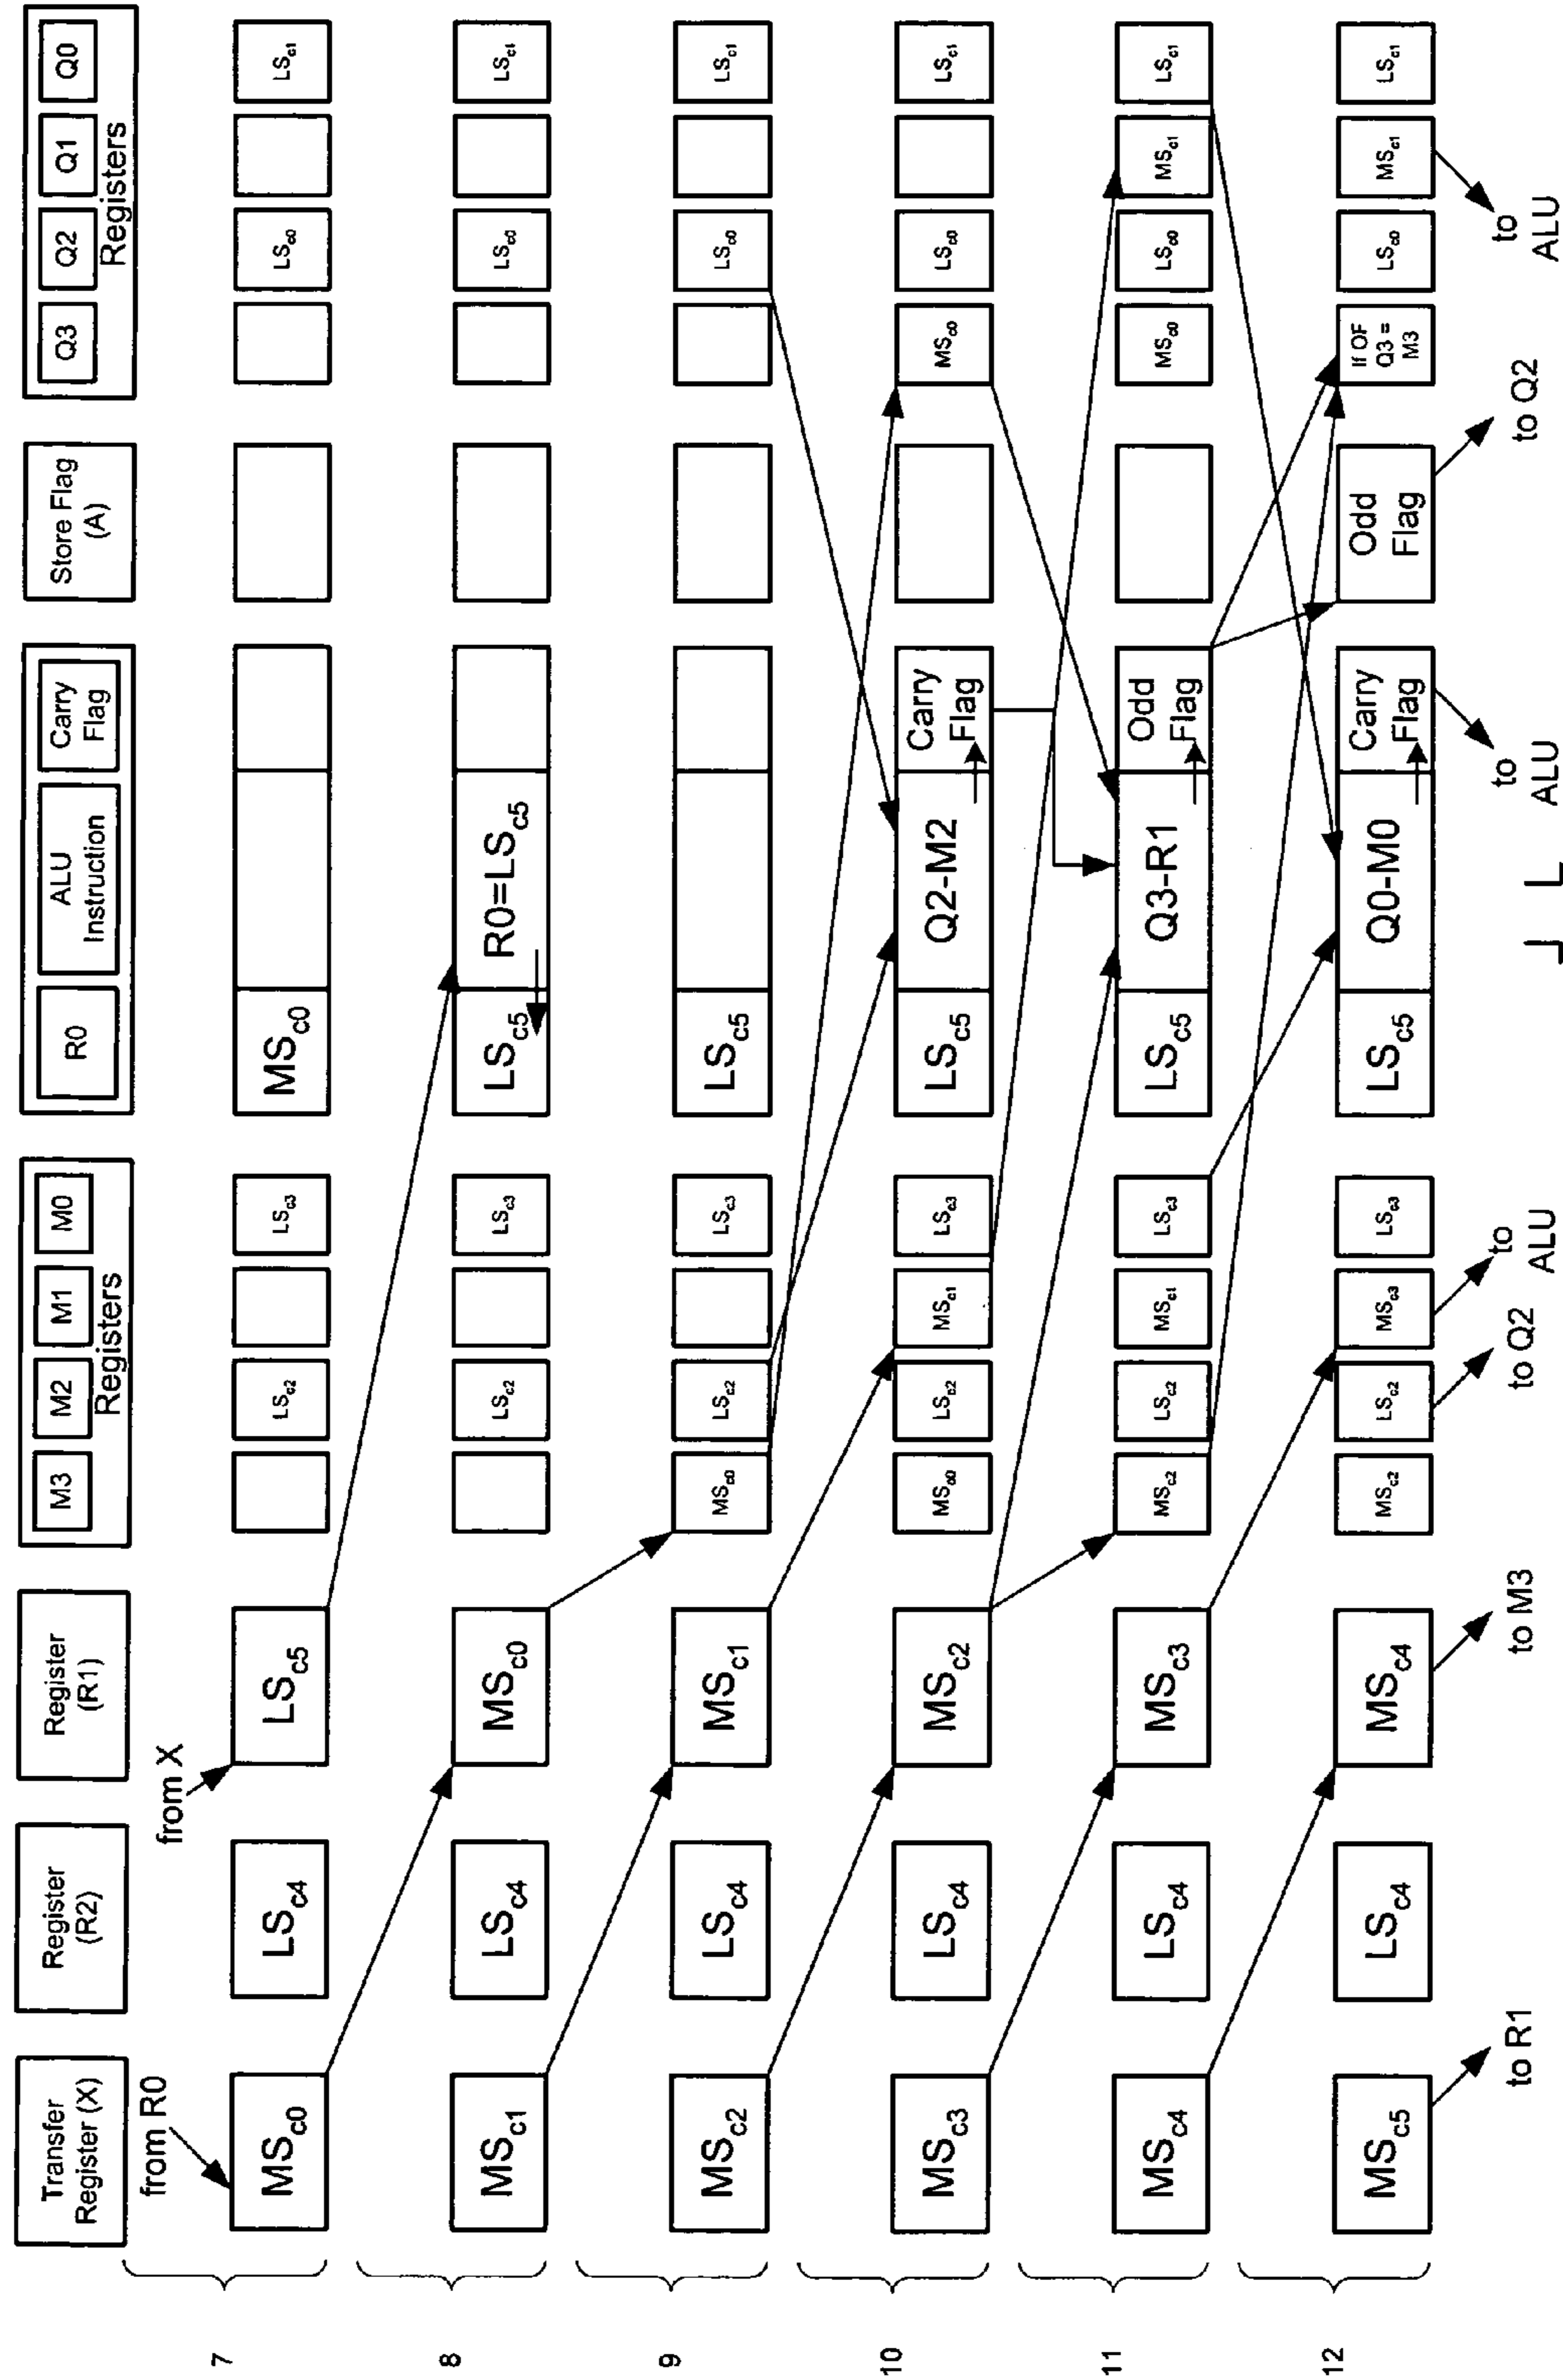 Transfer
Register (X)
Register
(R2)
Register
(R1)
M3
M2
M1
M0
Registers
R0
ALU
Instruction
Carry
Flag
Store Flag
(A)
Q3
Q2
Q1
Q0
Registers
7
from R0
MSc0
LSc4
from X
LSc5
LSc2
LSc3
MSc0
LSc0
LSc1
8
MSc1
LSc4
MSc0
LSc2
LSc3
LSc5
R0=LSc5
LSc0
LSc1
9
MSc2
LSc4
MSc1
MSc0
LSc2
LSc3
LSc5
LSc0
LSc1
10
MSc3
LSc4
MSc2
MSc0
LSc2
MSc1
LSc3
LSc5
Q2-M2
Carry
Flag
MSc0
LSc0
LSc1
11
MSc4
LSc4
MSc3
MSc2
LSc2
MSc1
LSc3
LSc5
Q3-R1
Odd
Flag
MSc0
LSc0
MSc1
LSc1
12
MSc5
LSc4
MSc4
MSc2
LSc2
MSc3
LSc3
LSc5
Q0-M0
Carry
Flag
Odd
Flag
If OF
Q3 =
M3
LSc0
MSc1
LSc1
to R1
to M3
to Q2
to
ALU
to
ALU
to Q2
to
ALU